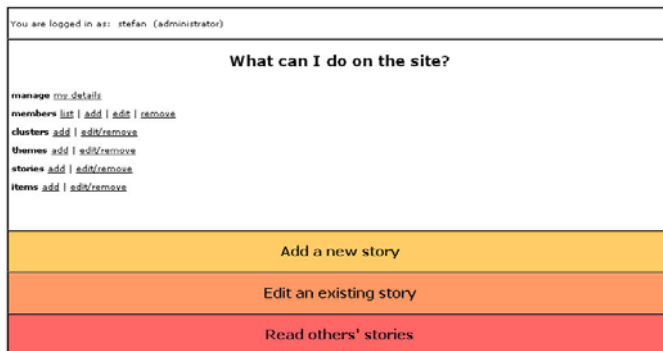 You are logged in as: stefan (administrator)
What can I do on the site?
manage my details
members list | add | edit | remove
clusters add | edit/remove
themes add | edit/remove
stories add | edit/remove
items add | edit/remove
Add a new story
Edit an existing story
Read others' stories